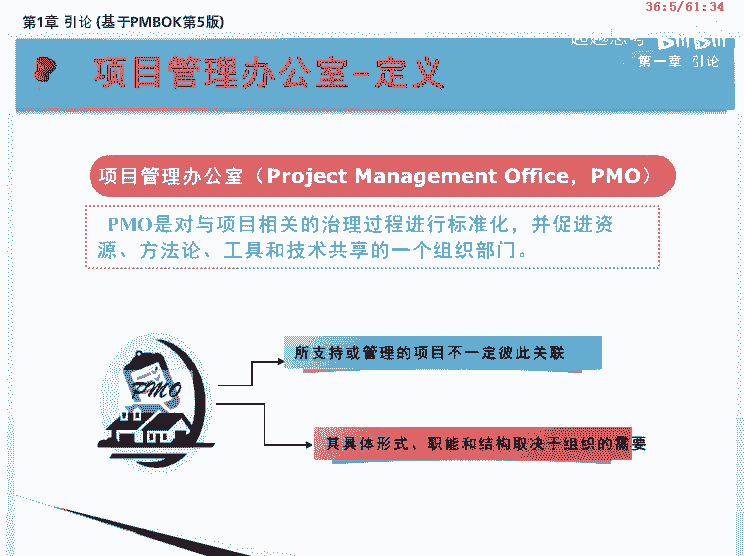 36:5/61:34
第1章 引论 (基于PMBOK第5版)
第一章 引论
项目管理办公室-定义
项目管理办公室（Project Management Office，PMO）
PMO是对与项目相关的治理过程进行标准化，并促进资
源、方法论、工具和技术共享的一个组织部门。
所支持或管理的项目不一定彼此关联
PMO
其具体形式、职能和结构取决于组织的需要